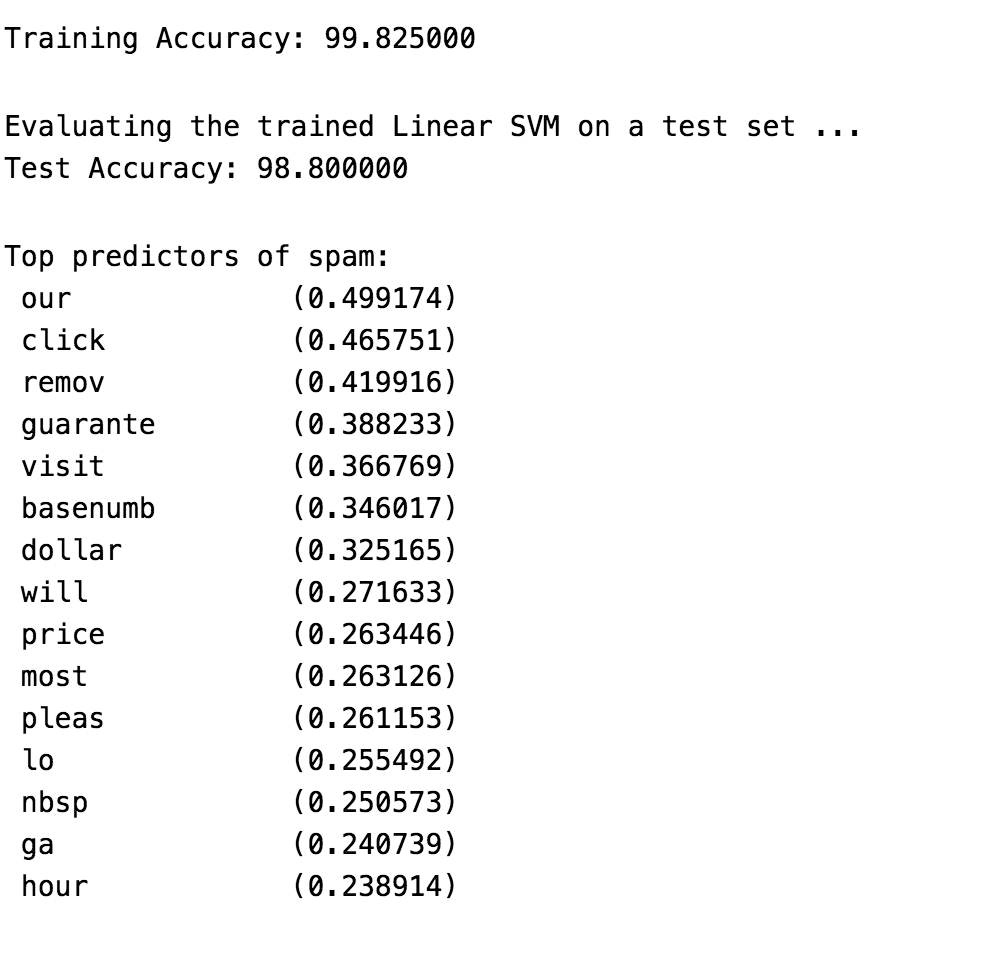 Training Accuracy: 99.825000
Evaluating the trained Linear SVM on a test set ...
Test Accuracy: 98.800000
Top predictors of spam:
our (0.499174)
click (0.465751)
remov (0.419916)
guarante (0.388233)
visit (0.366769)
basenumb (0.346017)
dollar (0.325165)
will (0.271633)
price (0.263446)
most (0.263126)
pleas (0.261153)
lo (0.255492)
nbsp (0.250573)
ga (0.240739)
hour (0.238914)